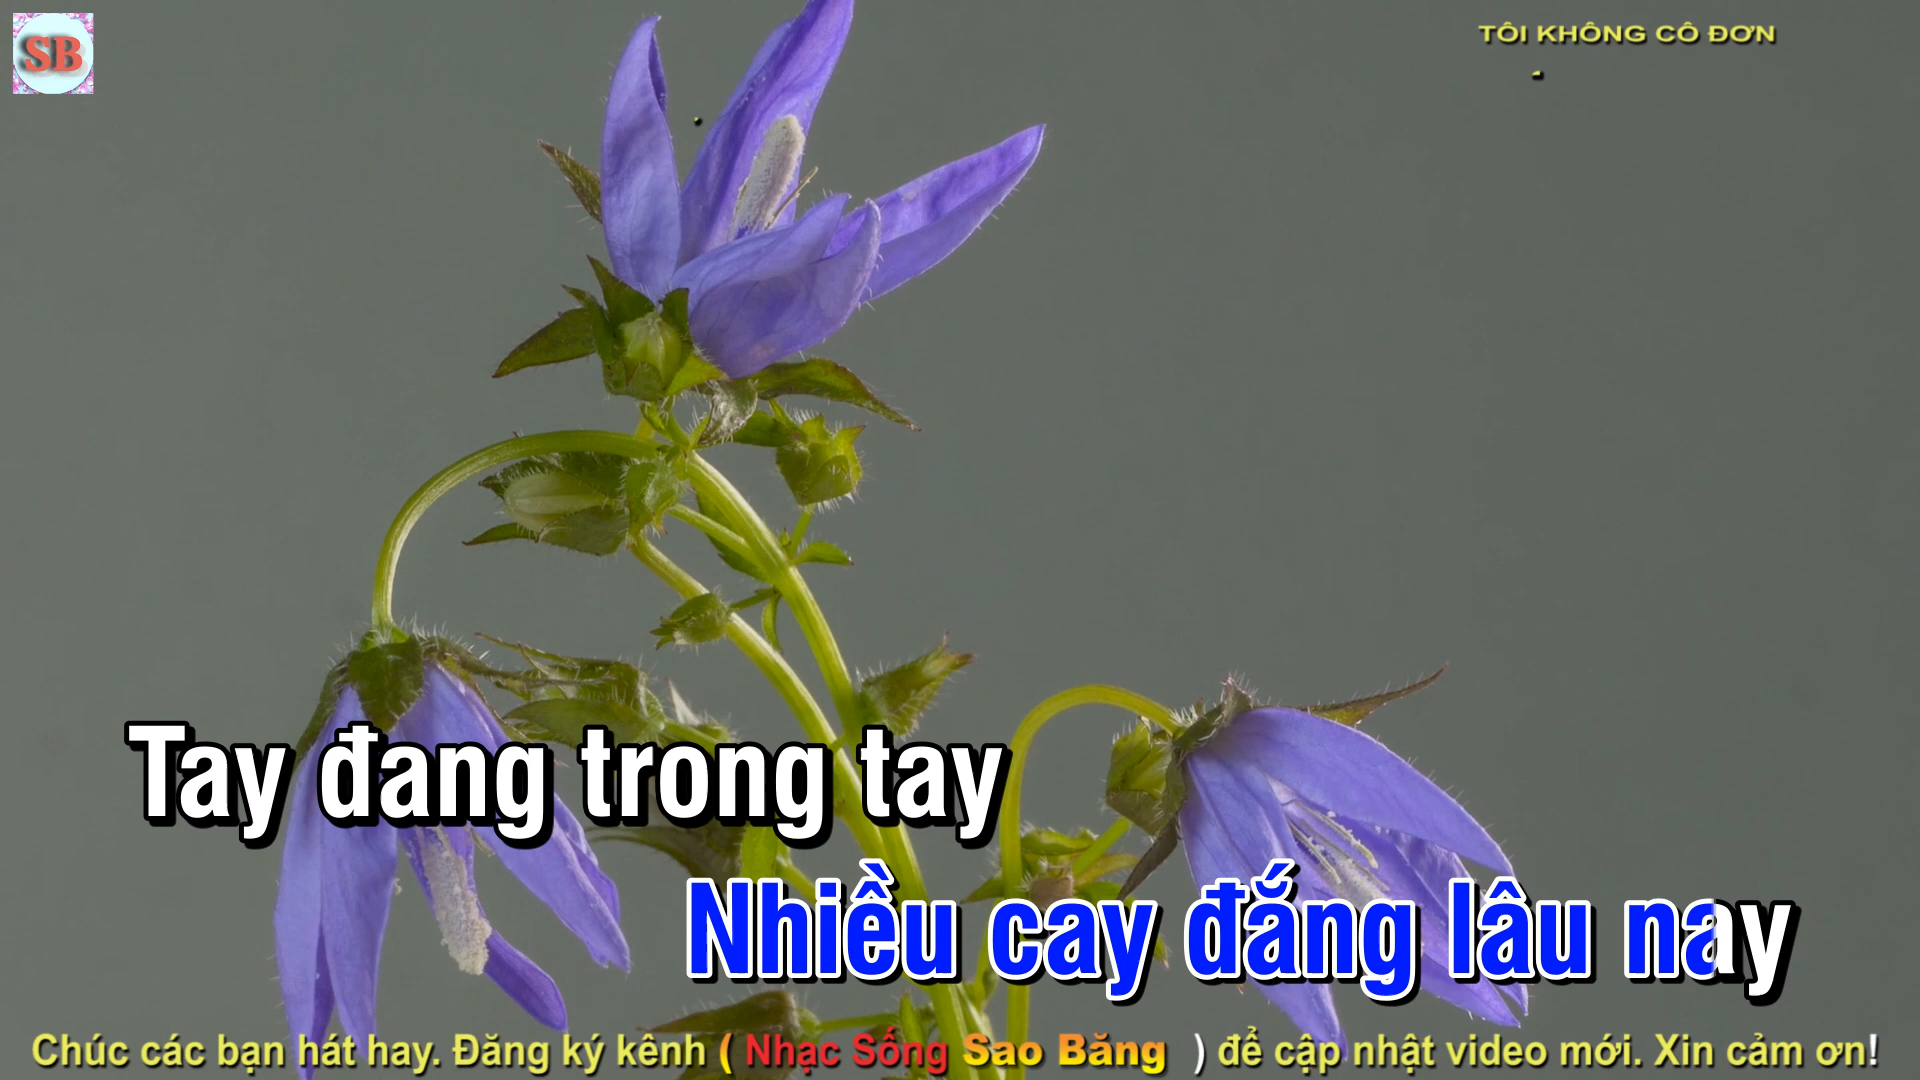 SB
TÔI KHÔNG CÔ ĐƠN
Tay đang trong tay
Nhiều cay đắng lâu nay
Chúc các bạn hát hay. Đăng ký kênh ( Nhạc Sống Sao Băng ) để cập nhật video mới. Xin cảm ơn!